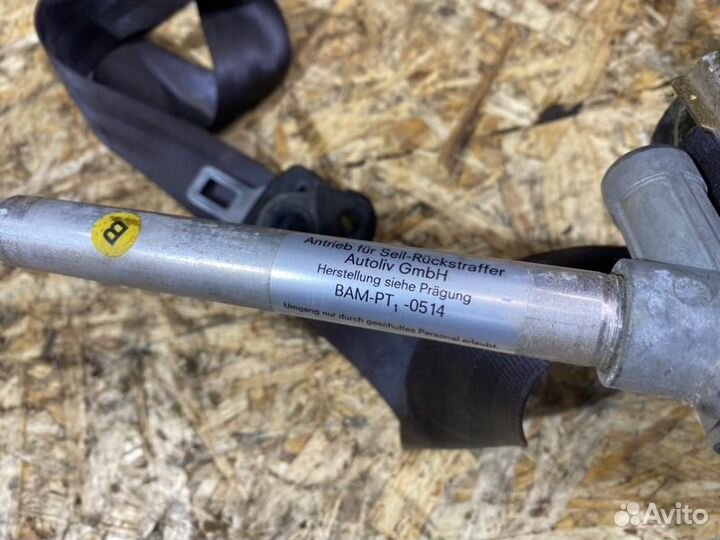 B
Antrieb für Seil-Rückstraffer
Autoliv GmbH
Herstellung siehe Prägung
BAM-PT₁ -0514
Umgang nur durch geschultes Personal erlaubt.
Avito